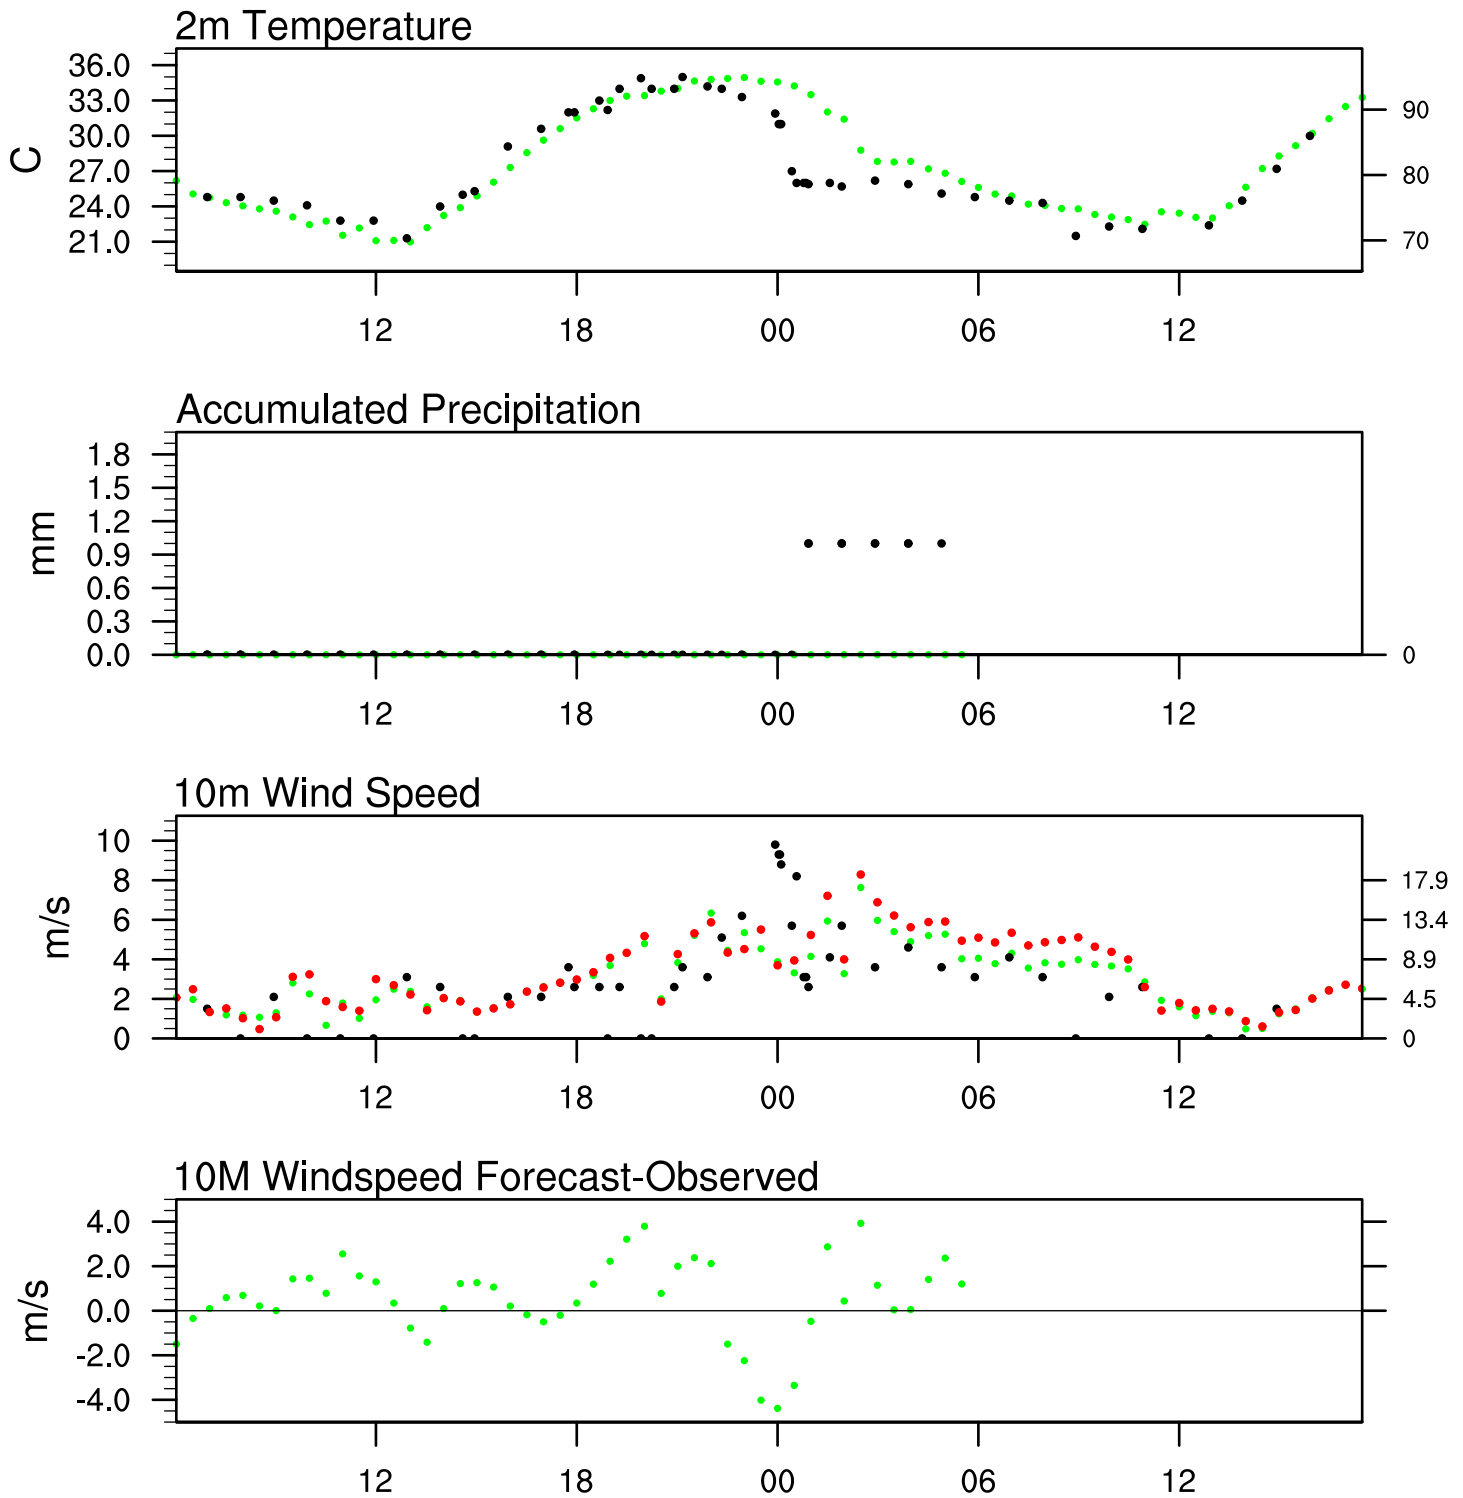 2m Temperature
36.0
33.0
30.0
27.0
24.0
21.0
C
90
80
70
12 18 00 06 12
Accumulated Precipitation
1.8
1.5
1.2
0.9
0.6
0.3
0.0
mm
0
12 18 00 06 12
10m Wind Speed
10
8
6
4
2
0
m/s
17.9
13.4
8.9
4.5
0
12 18 00 06 12
10M Windspeed Forecast-Observed
4.0
2.0
0.0
-2.0
-4.0
m/s
12 18 00 06 12